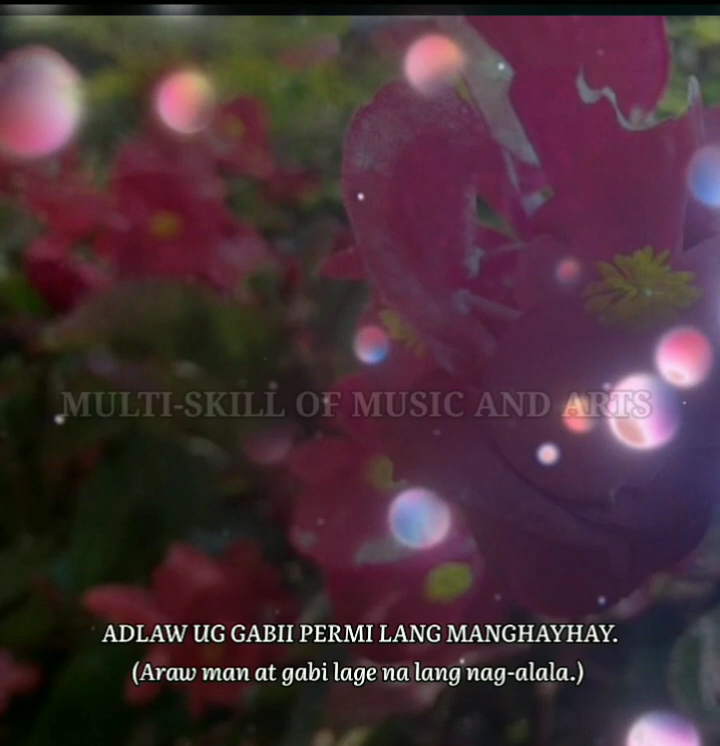 MULTI-SKILL OF MUSIC AND ARTS
ADLAW UG GABII PERMI LANG MANGHAYHAY.
(Araw man at gabi lage na lang nag-alala.)